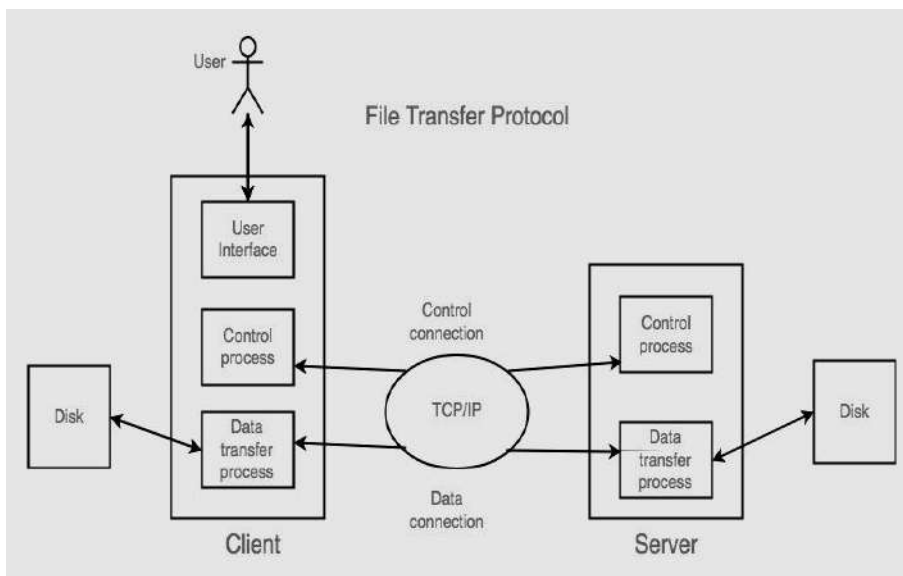 User
File Transfer Protocol
User
Interface
Control
connection
Control
process
Control
process
Disk
TCP/IP
Disk
Data
transfer
process
Data
transfer
process
Data
connection
Client
Server